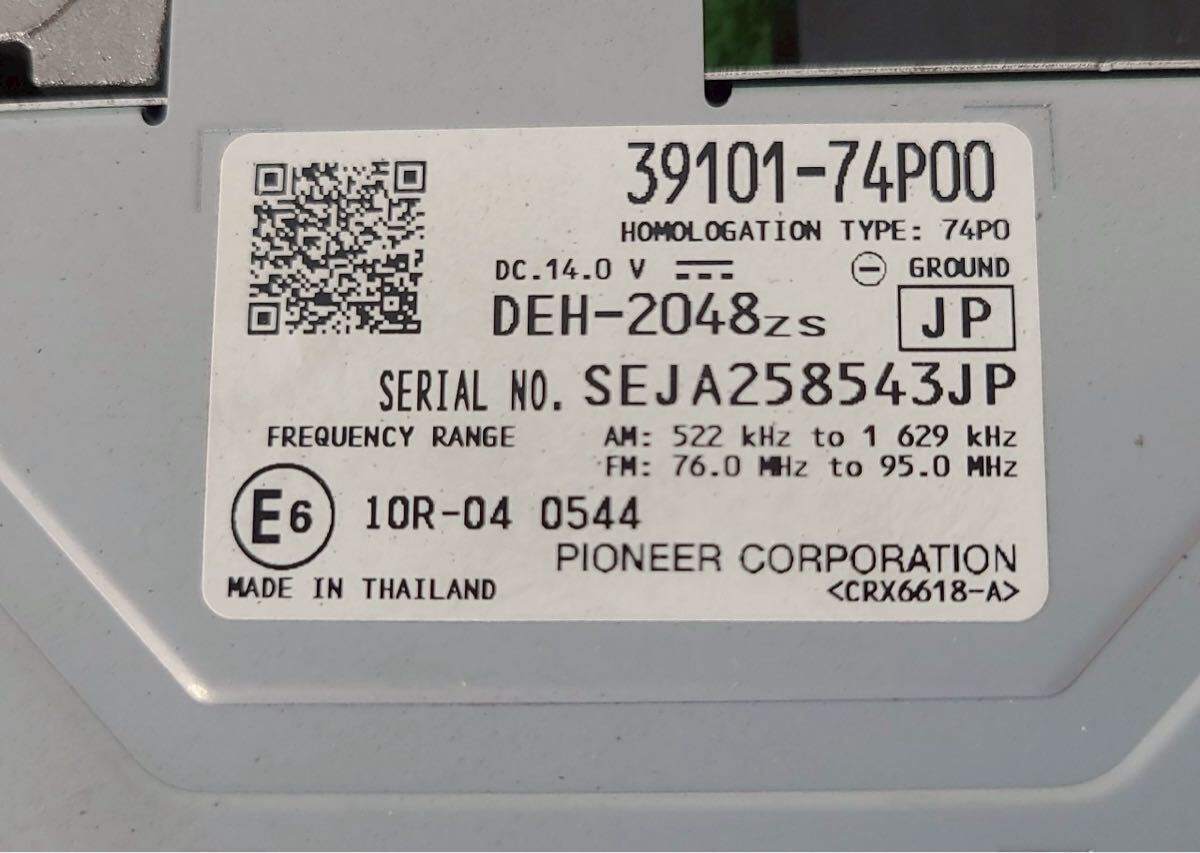 39101-74P00
HOMOLOGATION TYPE: 74P0
DC.14.0 V GROUND
DEH-2048ZS JP
SERIAL NO. SEJA258543JP
FREQUENCY RANGE AM: 522 kHz to 1 629 kHz
FM: 76.0 MHz to 95.0 MHz
E6 10R-04 0544
PIONEER CORPORATION
MADE IN THAILAND <CRX6618-A>